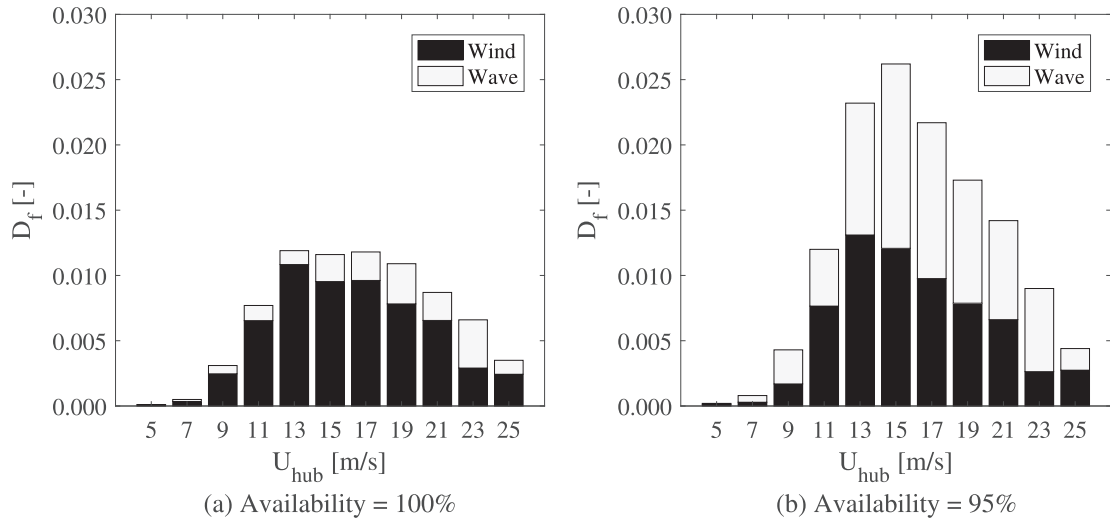 0.030
0.025
0.020
0.015
0.010
0.005
0.000
D_f [-]
Wind
Wave
5 7 9 11 13 15 17 19 21 23 25
U_hub [m/s]
(a) Availability = 100%
0.030
0.025
0.020
0.015
0.010
0.005
0.000
D_f [-]
Wind
Wave
5 7 9 11 13 15 17 19 21 23 25
U_hub [m/s]
(b) Availability = 95%